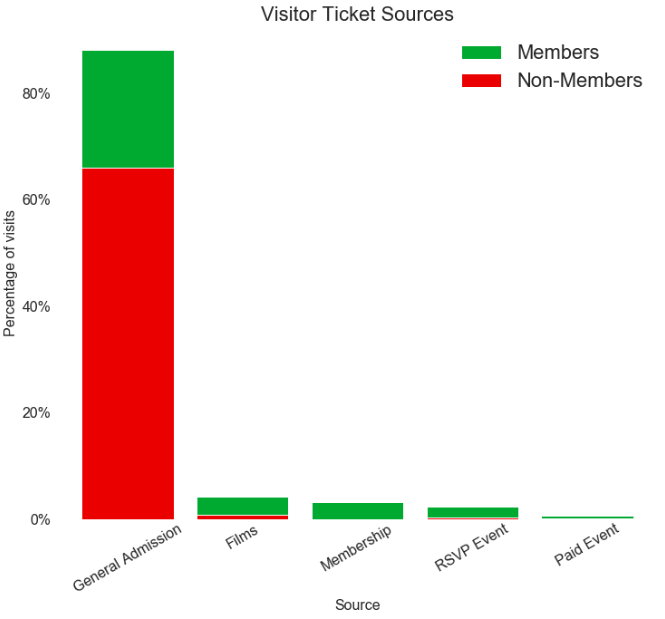 Visitor Ticket Sources
Members
Non-Members
80%
60%
40%
20%
0%
Percentage of visits
General Admission
Films
Membership
RSVP Event
Paid Event
Source